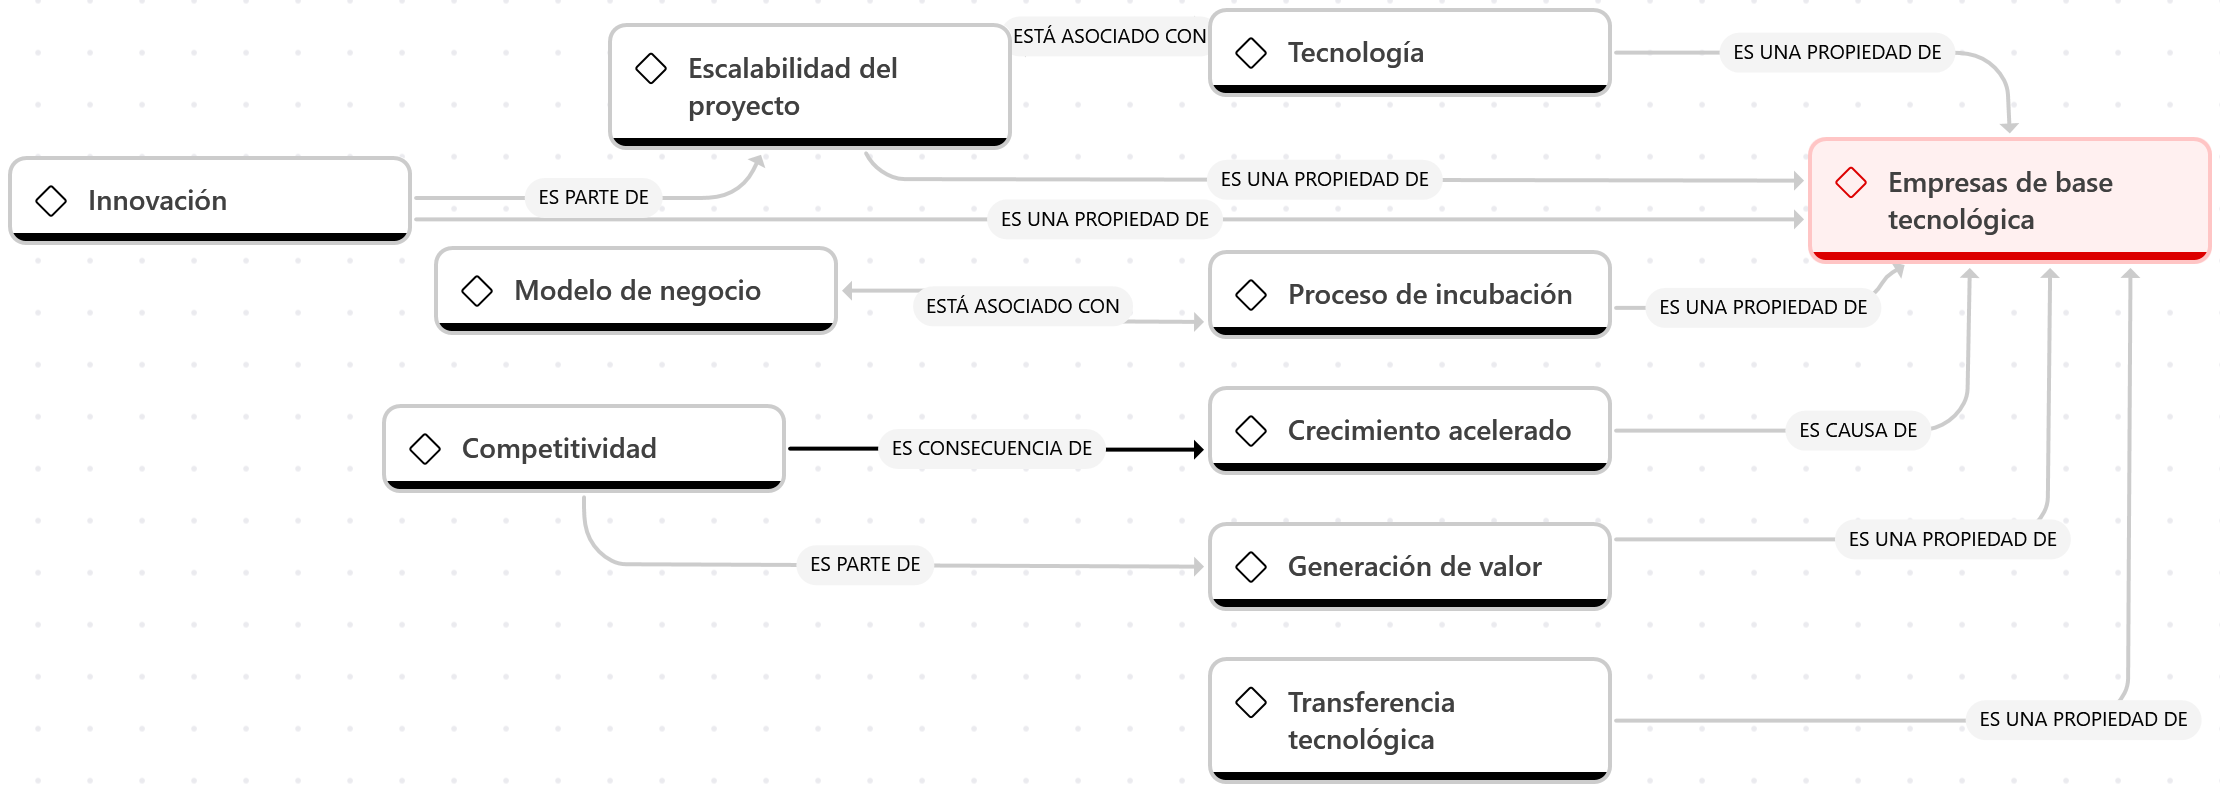 ESTÁ ASOCIADO CON
Tecnología
ES UNA PROPIEDAD DE
Escalabilidad del
proyecto
Innovación
ES PARTE DE
ES UNA PROPIEDAD DE
ES UNA PROPIEDAD DE
Empresas de base
tecnológica
Modelo de negocio
ESTÁ ASOCIADO CON
Proceso de incubación
ES UNA PROPIEDAD DE
Competitividad
ES CONSECUENCIA DE
Crecimiento acelerado
ES CAUSA DE
ES PARTE DE
Generación de valor
ES UNA PROPIEDAD DE
Transferencia
tecnológica
ES UNA PROPIEDAD DE